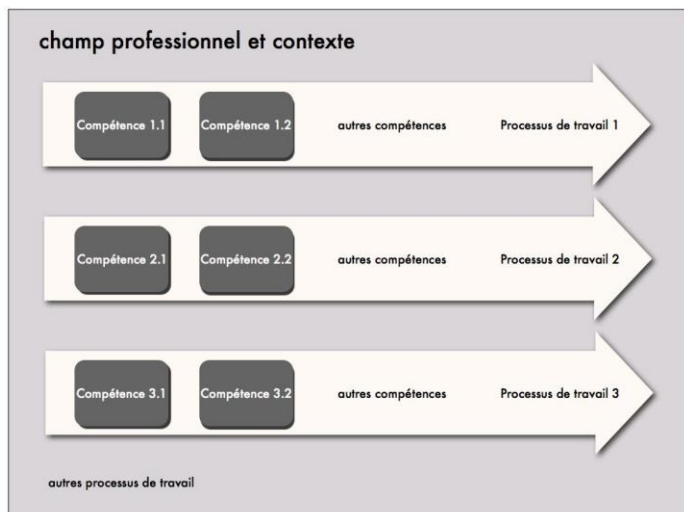 champ professionnel et contexte
Compétence 1.1 Compétence 1.2 autres compétences Processus de travail 1
Compétence 2.1 Compétence 2.2 autres compétences Processus de travail 2
Compétence 3.1 Compétence 3.2 autres compétences Processus de travail 3
autres processus de travail